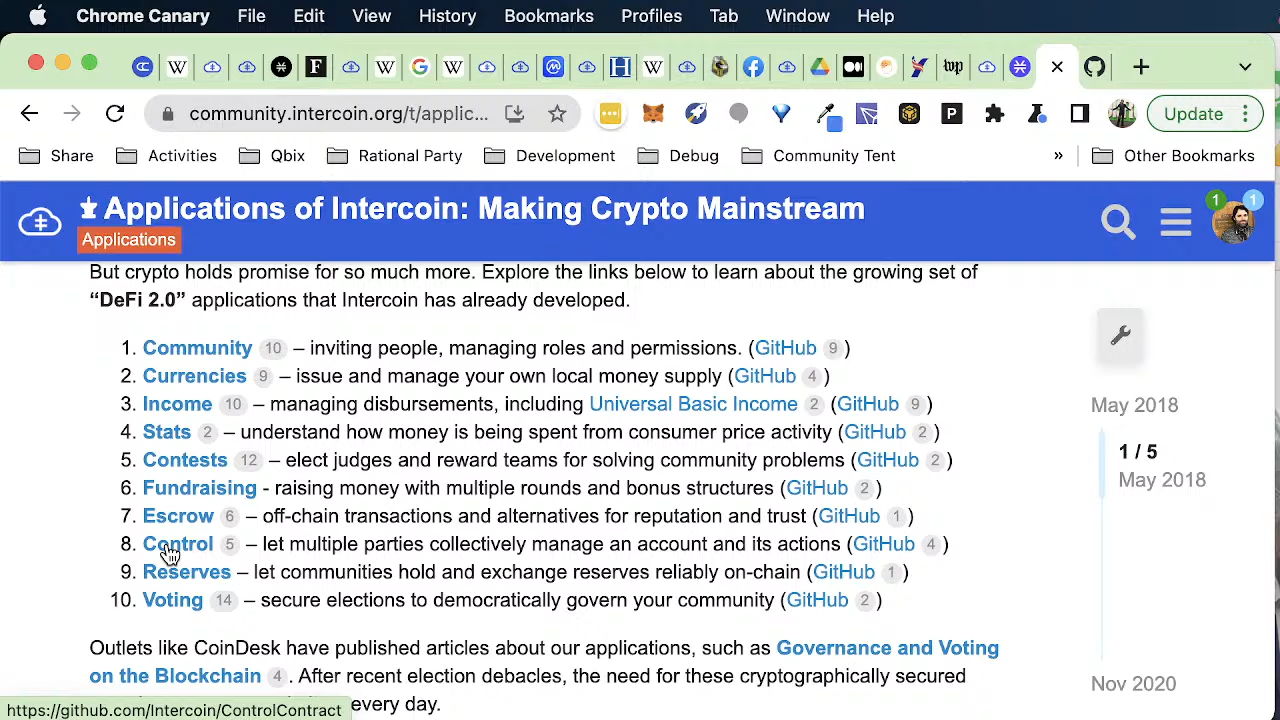 Chrome Canary File Edit View History Bookmarks Profiles Tab Window Help
community.intercoin.org/t/applic... Update
Share Activities Qbix Rational Party Development Debug Community Tent » Other Bookmarks
Applications of Intercoin: Making Crypto Mainstream 1 1
Applications
But crypto holds promise for so much more. Explore the links below to learn about the growing set of
“DeFi 2.0” applications that Intercoin has already developed.
1. Community 10 – inviting people, managing roles and permissions. (GitHub 9 )
2. Currencies 9 – issue and manage your own local money supply (GitHub 4 )
3. Income 10 – managing disbursements, including Universal Basic Income 2 (GitHub 9 )
4. Stats 2 – understand how money is being spent from consumer price activity (GitHub 2 )
5. Contests 12 – elect judges and reward teams for solving community problems (GitHub 2 )
6. Fundraising - raising money with multiple rounds and bonus structures (GitHub 2 )
7. Escrow 6 – off-chain transactions and alternatives for reputation and trust (GitHub 1 )
8. Control 5 – let multiple parties collectively manage an account and its actions (GitHub 4 )
9. Reserves – let communities hold and exchange reserves reliably on-chain (GitHub 1 )
10. Voting 14 – secure elections to democratically govern your community (GitHub 2 )
Outlets like CoinDesk have published articles about our applications, such as Governance and Voting
on the Blockchain 4 . After recent election debacles, the need for these cryptographically secured
every day.
May 2018
1 / 5
May 2018
Nov 2020
https://github.com/Intercoin/ControlContract